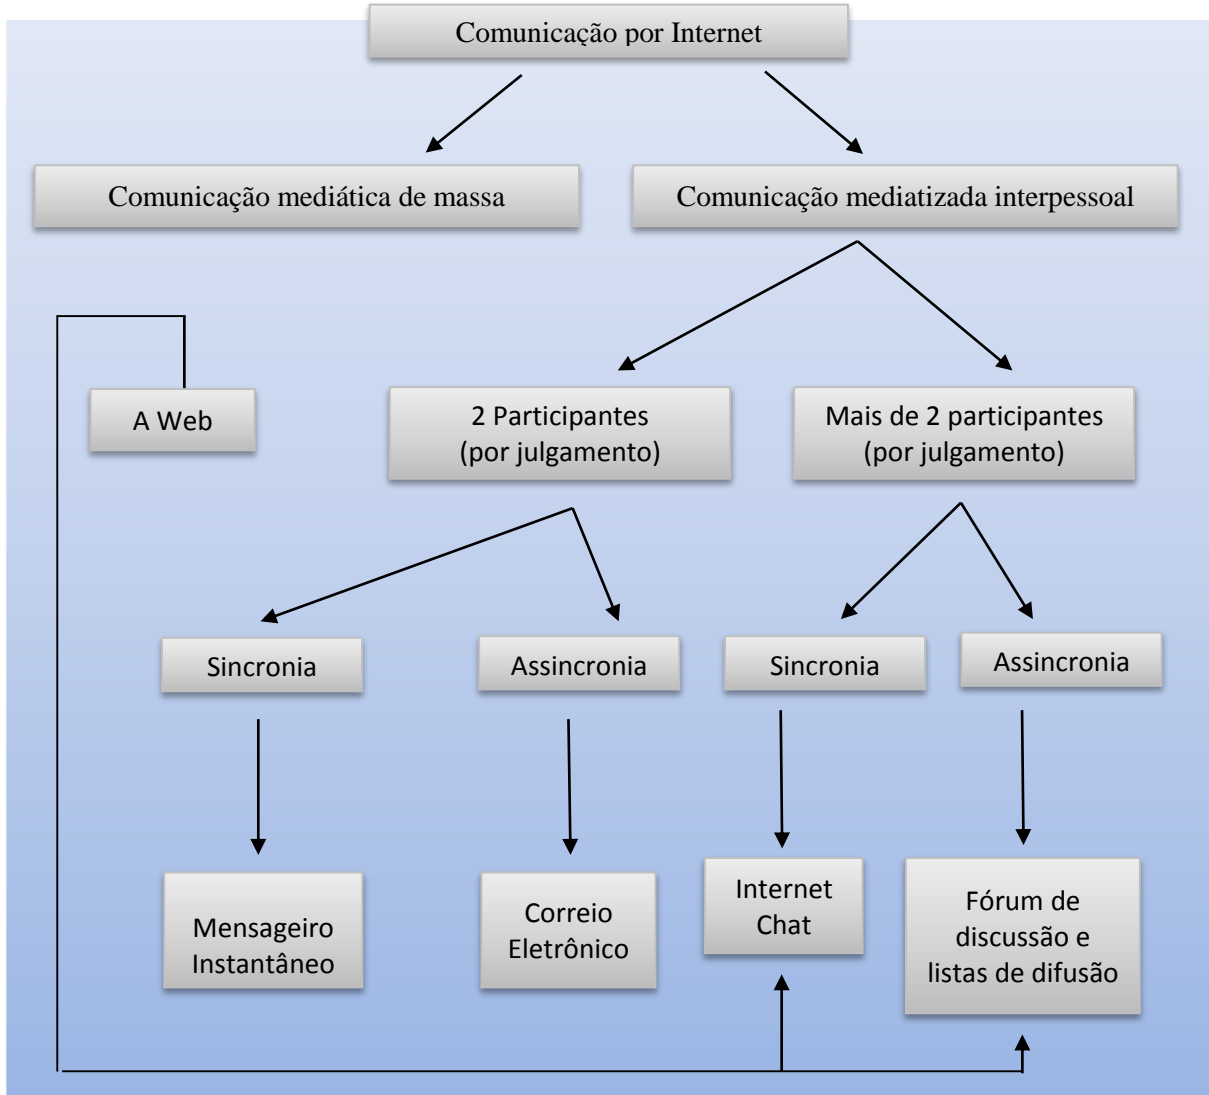 Comunicação por Internet
Comunicação mediática de massa
Comunicação mediatizada interpessoal
A Web
2 Participantes
(por julgamento)
Mais de 2 participantes
(por julgamento)
Sincronia
Assincronia
Sincronia
Assincronia
Mensageiro
Instantâneo
Correio
Eletrônico
Internet
Chat
Fórum de
discussão e
listas de difusão